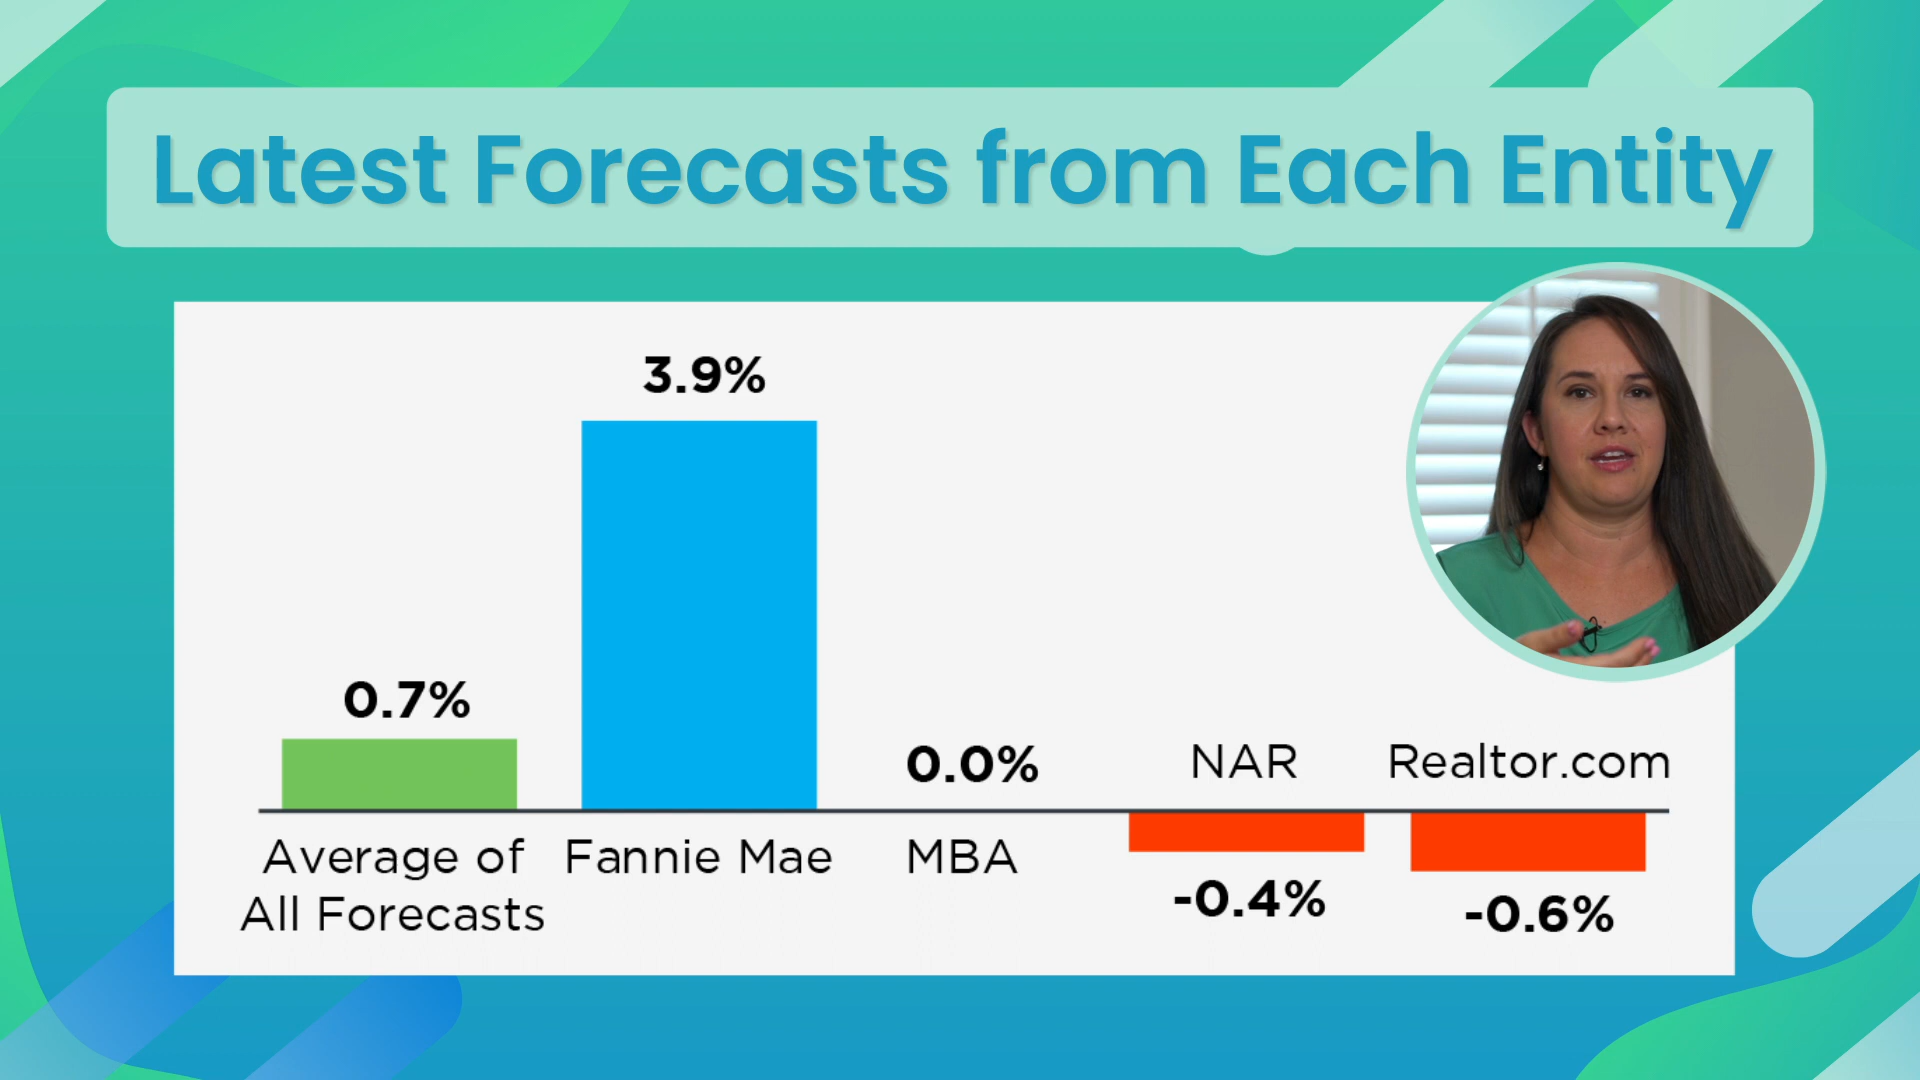 Latest Forecasts from Each Entity
3.9%
0.7%
0.0%
NAR
Realtor.com
Average of
All Forecasts
Fannie Mae
MBA
-0.4%
-0.6%